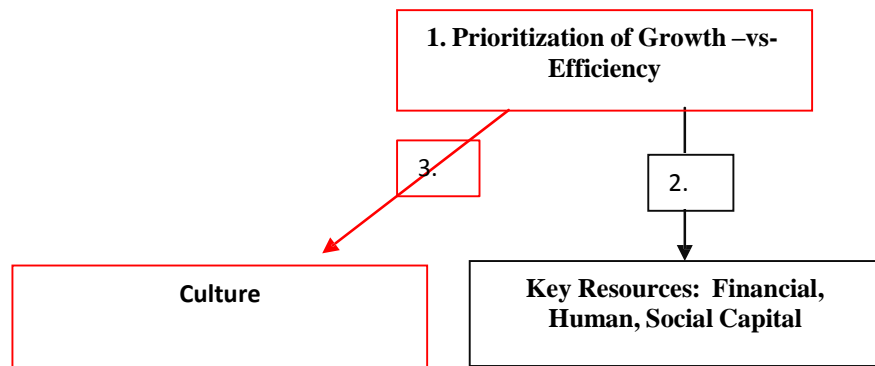 1. Prioritization of Growth –vs-
Efficiency
3.
2.
Culture
Key Resources:  Financial,
Human, Social Capital